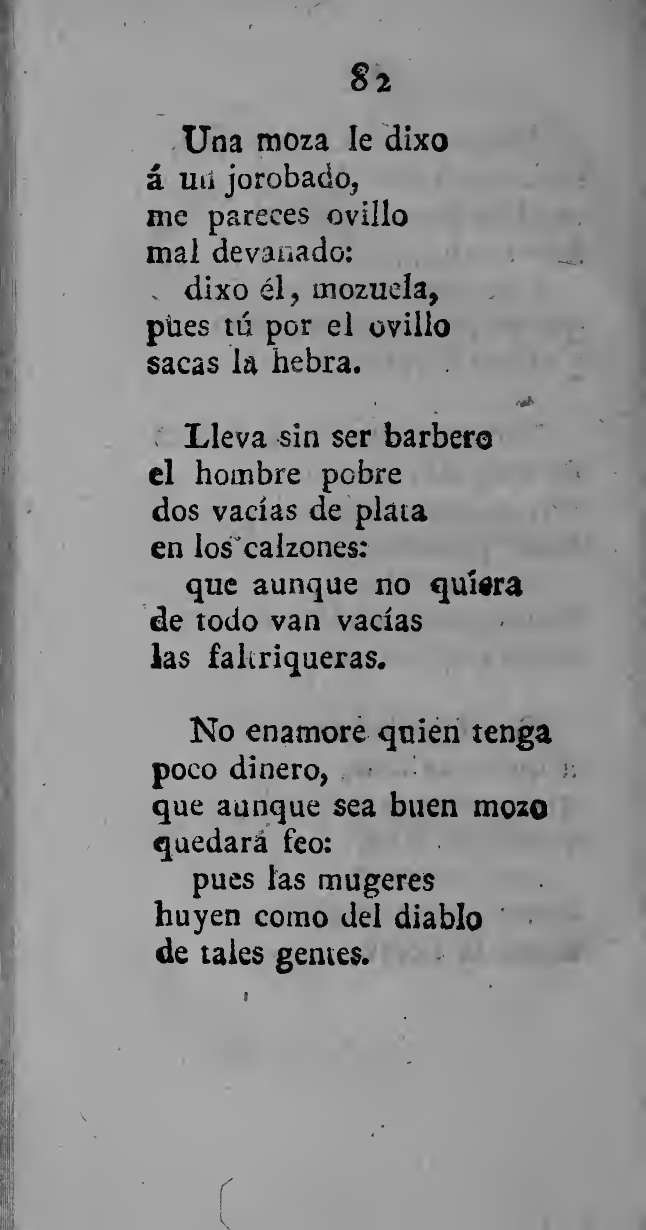 82
Una moza le dixo
á un jorobado,
me pareces ovillo
mal devanado:
dixo él, mozuela,
pues tú por el ovillo
sacas la hebra.
Lleva sin ser barbero
el hombre pobre
dos vacías de plata
en los calzones:
que aunque no quiera
de todo van vacías
las faltriqueras.
No enamore quien tenga
poco dinero,
que aunque sea buen mozo
quedará feo:
pues las mugeres
huyen como del diablo
de tales gentes.